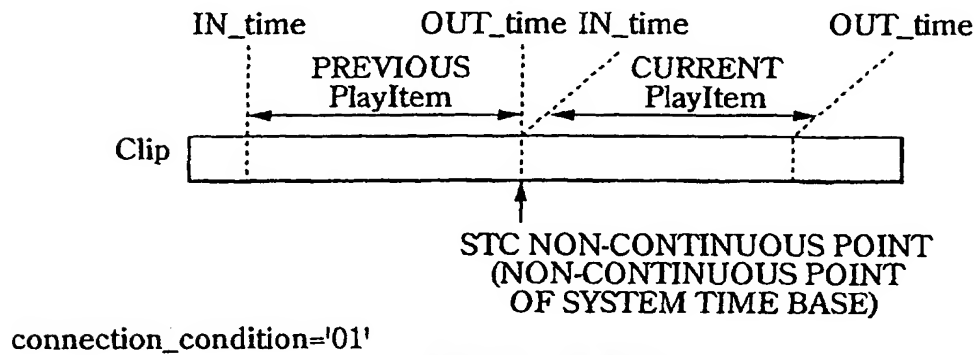 IN_time OUT_time IN_time OUT_time
PREVIOUS
PlayItem
CURRENT
PlayItem
Clip
STC NON-CONTINUOUS POINT
(NON-CONTINUOUS POINT
OF SYSTEM TIME BASE)
connection_condition='01'